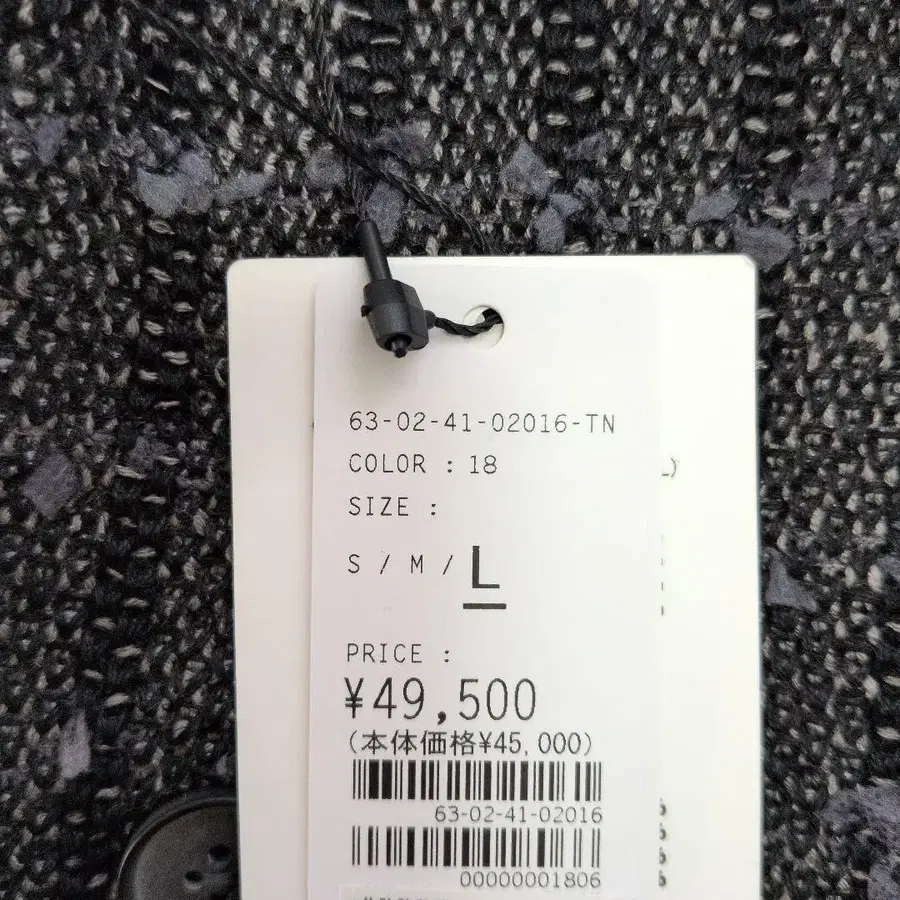 63-02-41-02016-TN
COLOR : 18
SIZE :
S / M / L
PRICE :
¥49,500
(本体価格¥45,000)
63-02-41-02016
00000001806